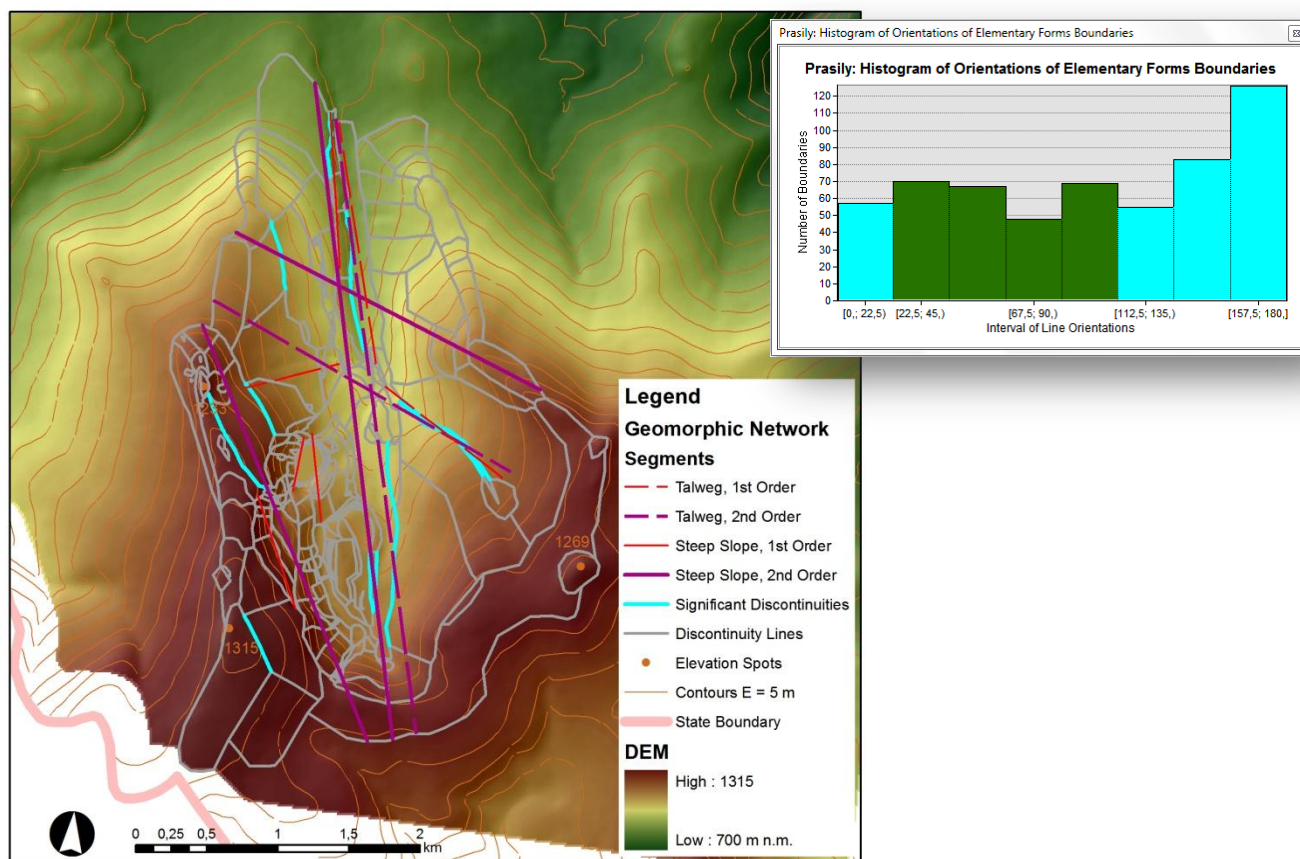 Prasily: Histogram of Orientations of Elementary Forms Boundaries
Prasily: Histogram of Orientations of Elementary Forms Boundaries
Number of Boundaries
120
110
100
90
80
70
60
50
40
30
20
10
0
[0,; 22,5) [22,5; 45,) [67,5; 90,) [112,5; 135,) [157,5; 180,]
Interval of Line Orientations
1269
1315
Legend
Geomorphic Network
Segments
Talweg, 1st Order
Talweg, 2nd Order
Steep Slope, 1st Order
Steep Slope, 2nd Order
Significant Discontinuities
Discontinuity Lines
Elevation Spots
Contours E = 5 m
State Boundary
DEM
High : 1315
Low : 700 m n.m.
0 0,25 0,5 1 1,5 2
km